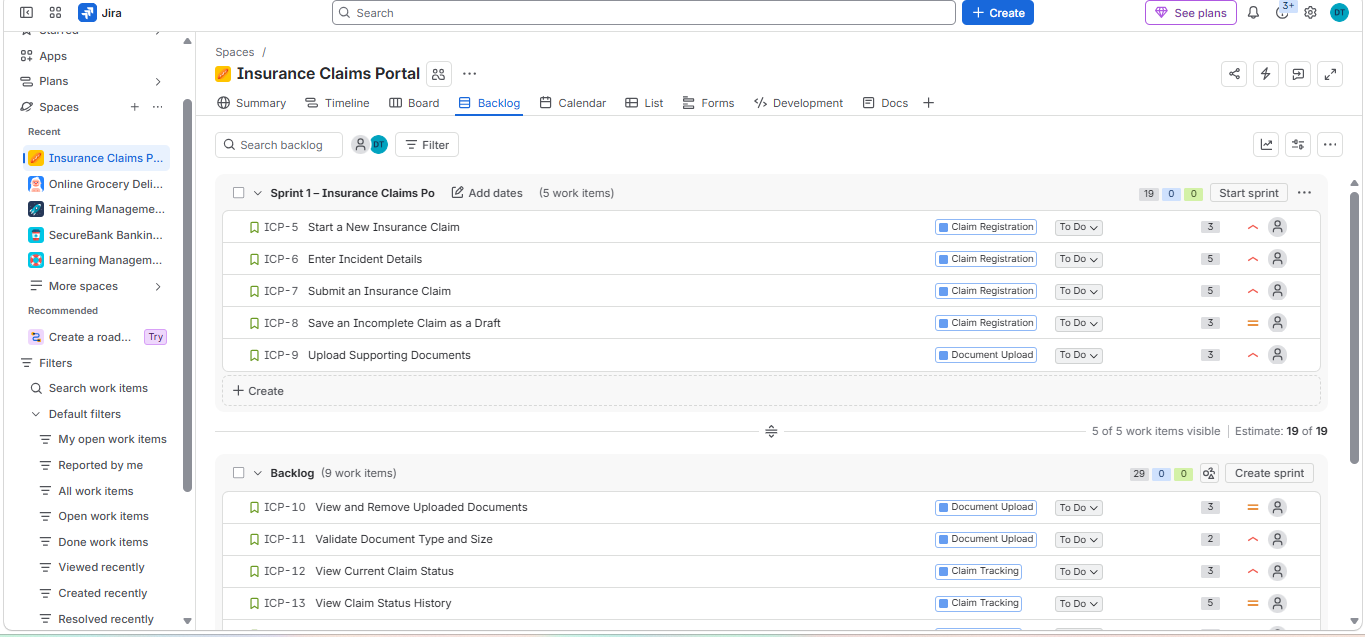 Jira
Search
+ Create
See plans
3+
DT
Starred
Apps
Plans
Spaces
Recent
Insurance Claims P...
Online Grocery Deli...
Training Manageme...
SecureBank Bankin...
Learning Managem...
More spaces
Recommended
Create a road... Try
Filters
Search work items
Default filters
My open work items
Reported by me
All work items
Open work items
Done work items
Viewed recently
Created recently
Resolved recently
Spaces /
Insurance Claims Portal
Summary Timeline Board Backlog Calendar List Forms Development Docs
Search backlog DT Filter
Sprint 1 – Insurance Claims Po Add dates (5 work items) 19 0 0 Start sprint
ICP-5 Start a New Insurance Claim Claim Registration To Do 3
ICP-6 Enter Incident Details Claim Registration To Do 5
ICP-7 Submit an Insurance Claim Claim Registration To Do 5
ICP-8 Save an Incomplete Claim as a Draft Claim Registration To Do 3
ICP-9 Upload Supporting Documents Document Upload To Do 3
+ Create
5 of 5 work items visible | Estimate: 19 of 19
Backlog (9 work items) 29 0 0 Create sprint
ICP-10 View and Remove Uploaded Documents Document Upload To Do 3
ICP-11 Validate Document Type and Size Document Upload To Do 2
ICP-12 View Current Claim Status Claim Tracking To Do 3
ICP-13 View Claim Status History Claim Tracking To Do 5